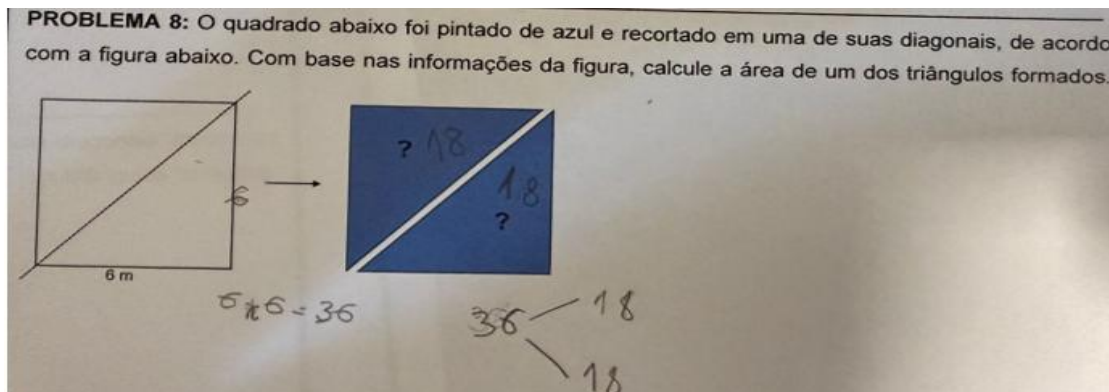 PROBLEMA 8: O quadrado abaixo foi pintado de azul e recortado em uma de suas diagonais, de acordo
com a figura abaixo. Com base nas informações da figura, calcule a área de um dos triângulos formados.
? 18
18
?
6
6 m
6x6=36
36
18
18